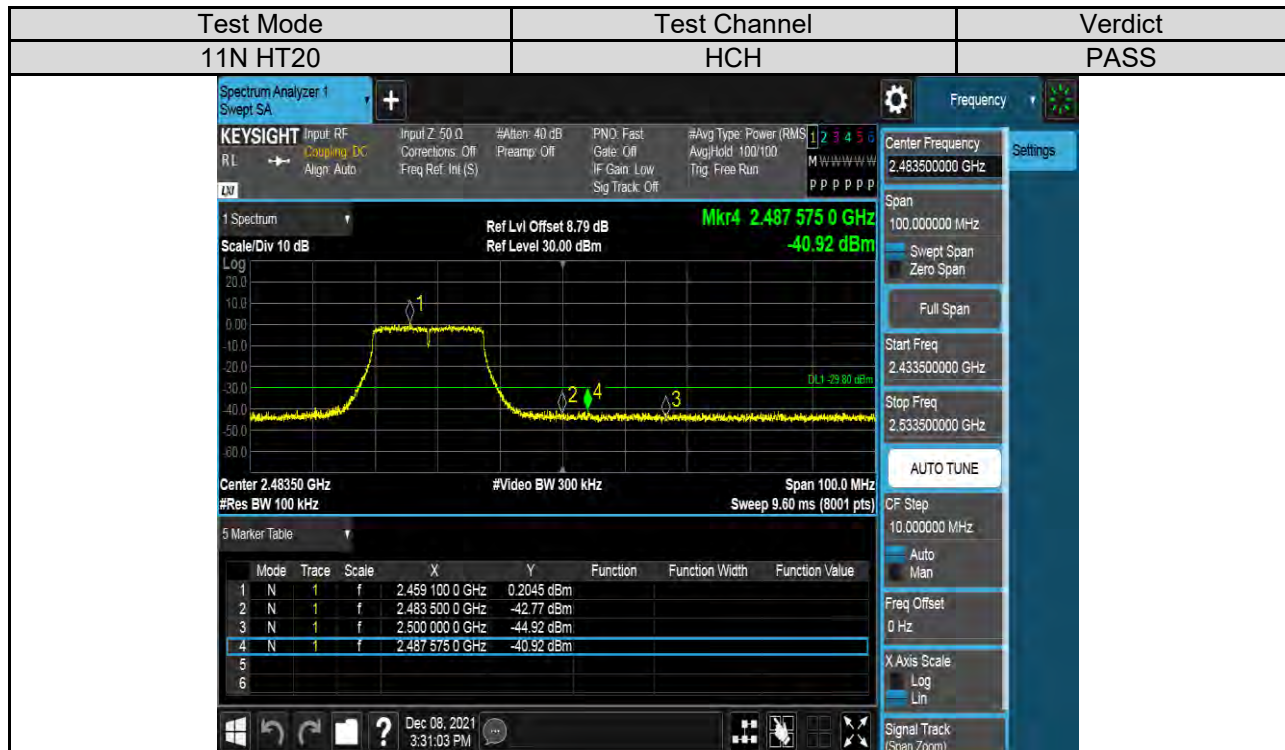 Test Mode Test Channel Verdict
11N HT20 HCH PASS
Spectrum Analyzer 1
Swept SA
+
Frequency
KEYSIGHT Input: RF Input Z: 50 Ω #Atten: 40 dB PNO: Fast #Avg Type: Power (RMS 1 2 3 4 5 6
RL Coupling: DC Corrections: Off Preamp: Off Gate: Off Avg|Hold: 100/100 M W W W W W
Align: Auto Freq Ref: Int (S) IF Gain: Low Trig: Free Run
LXI Sig Track: Off P P P P P P
1 Spectrum
Ref Lvl Offset 8.79 dB Mkr4 2.487 575 0 GHz
Scale/Div 10 dB Ref Level 30.00 dBm -40.92 dBm
Log
20.0
10.0
0.00
-10.0
-20.0
-30.0
-40.0
-50.0
-60.0
1
2 4 3
DL1 -29.80 dBm
Center 2.48350 GHz #Video BW 300 kHz Span 100.0 MHz
#Res BW 100 kHz Sweep 9.60 ms (8001 pts)
5 Marker Table
Mode Trace Scale X Y Function Function Width Function Value
1 N 1 f 2.459 100 0 GHz 0.2045 dBm
2 N 1 f 2.483 500 0 GHz -42.77 dBm
3 N 1 f 2.500 000 0 GHz -44.92 dBm
4 N 1 f 2.487 575 0 GHz -40.92 dBm
5
6
?
Dec 08, 2021
3:31:03 PM
Center Frequency
2.483500000 GHz
Settings
Span
100.000000 MHz
Swept Span
Zero Span
Full Span
Start Freq
2.433500000 GHz
Stop Freq
2.533500000 GHz
AUTO TUNE
CF Step
10.000000 MHz
Auto
Man
Freq Offset
0 Hz
X Axis Scale
Log
Lin
Signal Track
(Span Zoom)